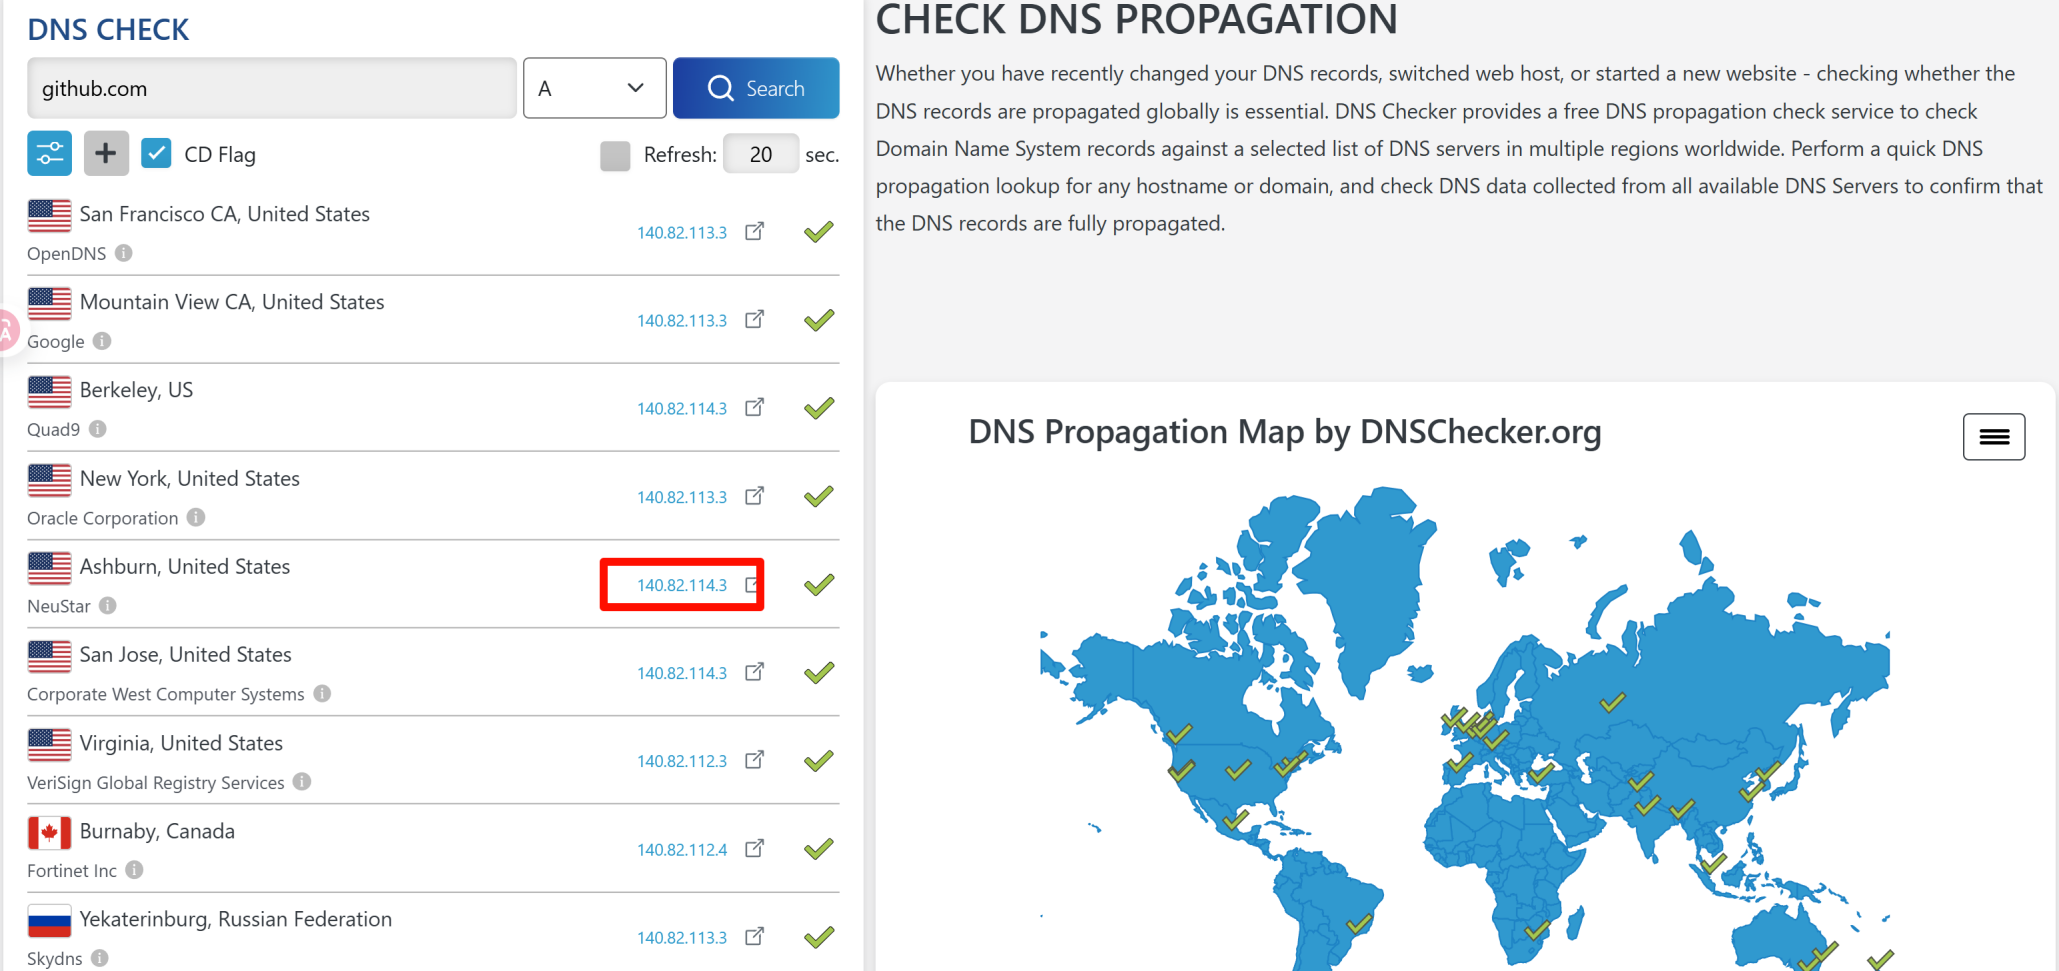 DNS CHECK
github.com
A
Search
CD Flag
Refresh:
20
sec.
San Francisco CA, United States
OpenDNS
140.82.113.3
Mountain View CA, United States
Google
140.82.113.3
Berkeley, US
Quad9
140.82.114.3
New York, United States
Oracle Corporation
140.82.113.3
Ashburn, United States
NeuStar
140.82.114.3
San Jose, United States
Corporate West Computer Systems
140.82.114.3
Virginia, United States
VeriSign Global Registry Services
140.82.112.3
Burnaby, Canada
Fortinet Inc
140.82.112.4
Yekaterinburg, Russian Federation
Skydns
140.82.113.3
CHECK DNS PROPAGATION
Whether you have recently changed your DNS records, switched web host, or started a new website - checking whether the
DNS records are propagated globally is essential. DNS Checker provides a free DNS propagation check service to check
Domain Name System records against a selected list of DNS servers in multiple regions worldwide. Perform a quick DNS
propagation lookup for any hostname or domain, and check DNS data collected from all available DNS Servers to confirm that
the DNS records are fully propagated.
DNS Propagation Map by DNSChecker.org